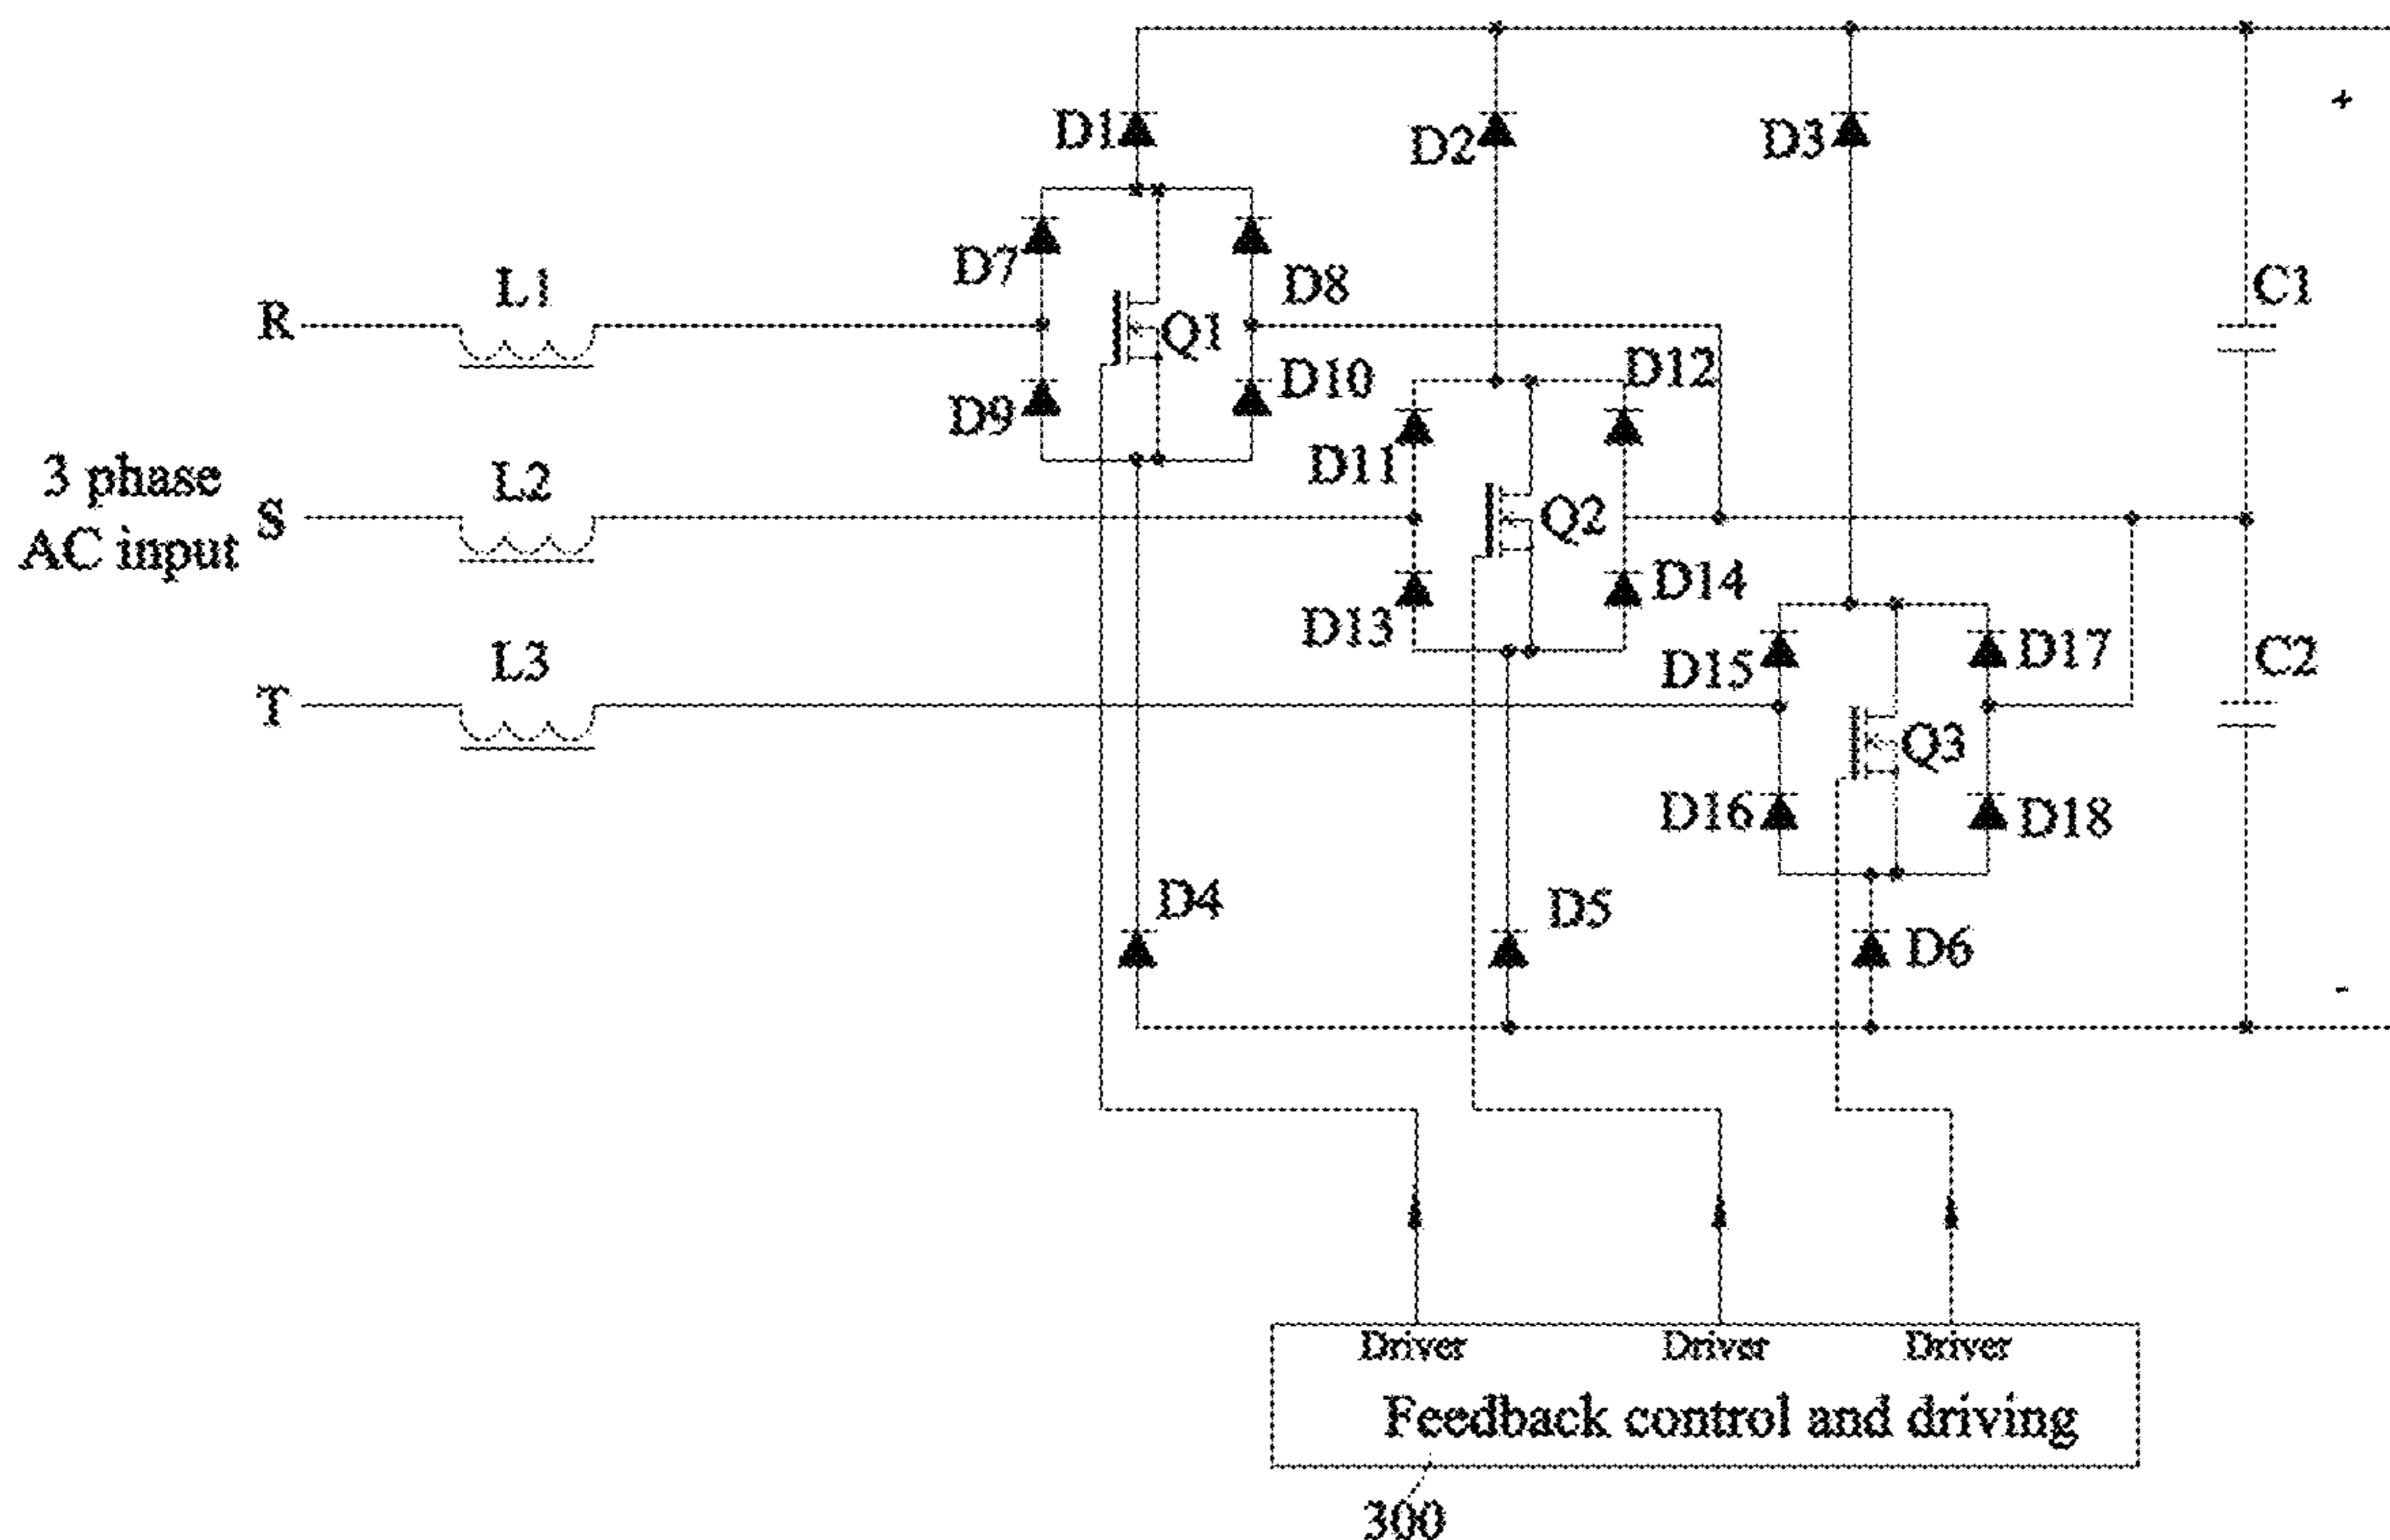 +
D1
D2
D3
D7
D8
C1
R
L1
Q1
D9
D10
D12
D11
3 phase
AC input
S
L2
Q2
D13
D14
T
L3
D15
D17
C2
Q3
D16
D18
D4
D5
D6
-
Driver
Driver
Driver
Feedback control and driving
300